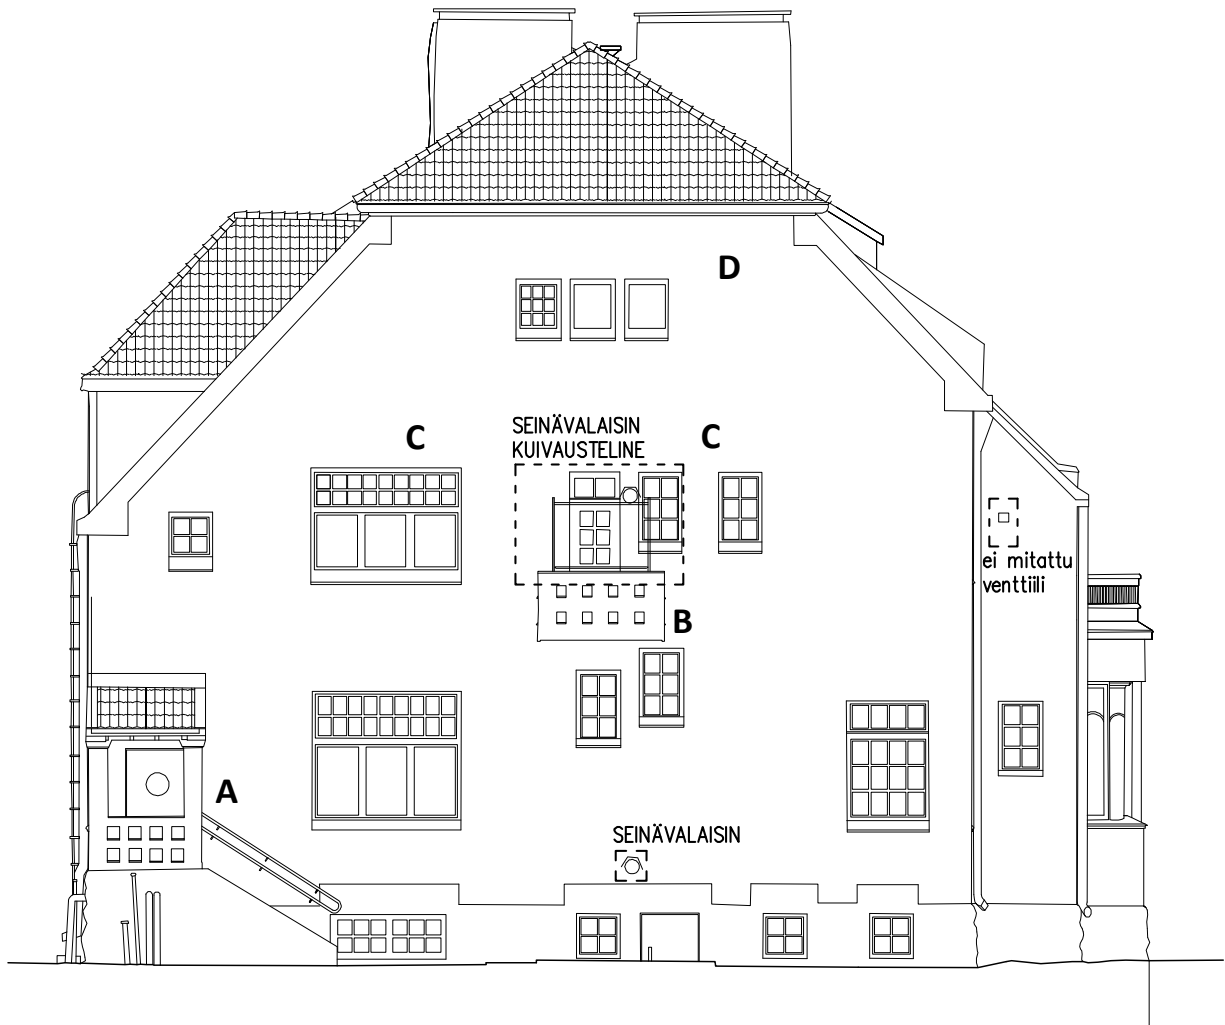 D
SEINÄVALAISIN
KUIVAUSTELINE
C
C
ei mitattu
venttiili
B
A
SEINÄVALAISIN